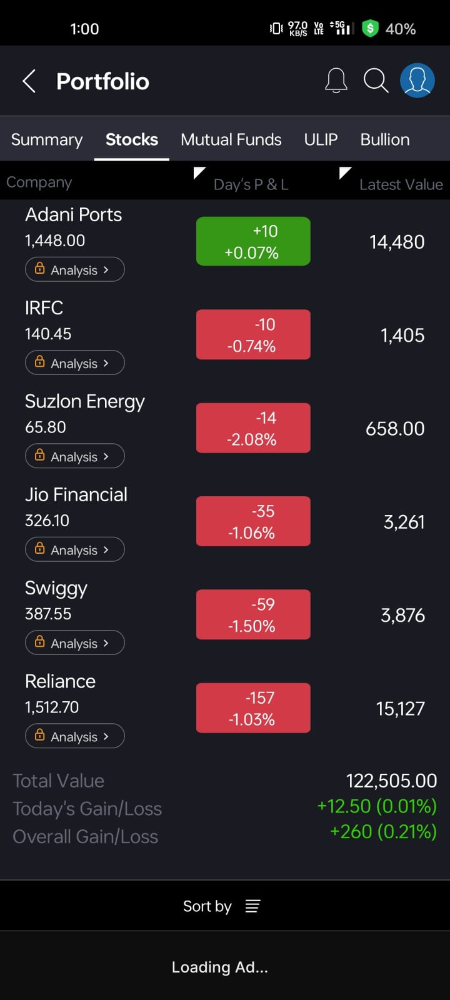 1:00 97.0 KB/S Vo LTE 5G $ 40%
Portfolio
Summary Stocks Mutual Funds ULIP Bullion
Company Day's P & L Latest Value
Adani Ports
1,448.00
+10
+0.07%
14,480
Analysis >
IRFC
140.45
-10
-0.74%
1,405
Analysis >
Suzlon Energy
65.80
-14
-2.08%
658.00
Analysis >
Jio Financial
326.10
-35
-1.06%
3,261
Analysis >
Swiggy
387.55
-59
-1.50%
3,876
Analysis >
Reliance
1,512.70
-157
-1.03%
15,127
Analysis >
Total Value 122,505.00
Today's Gain/Loss +12.50 (0.01%)
Overall Gain/Loss +260 (0.21%)
Sort by
Loading Ad...